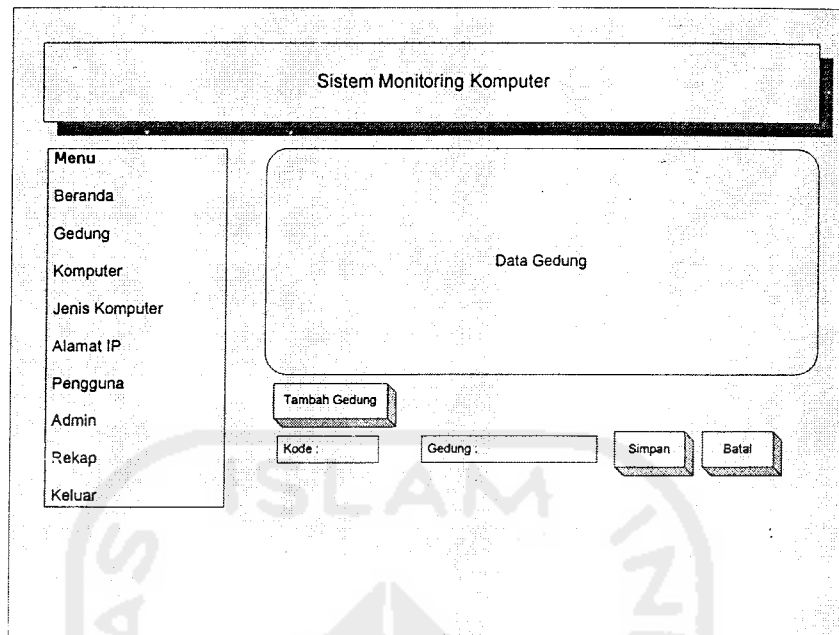 Sistem Monitoring Komputer
Menu
Beranda
Gedung
Komputer
Jenis Komputer
Alamat IP
Pengguna
Admin
Rekap
Keluar
Data Gedung
Tambah Gedung
Kode :
Gedung :
Simpan
Batal
ISLAM